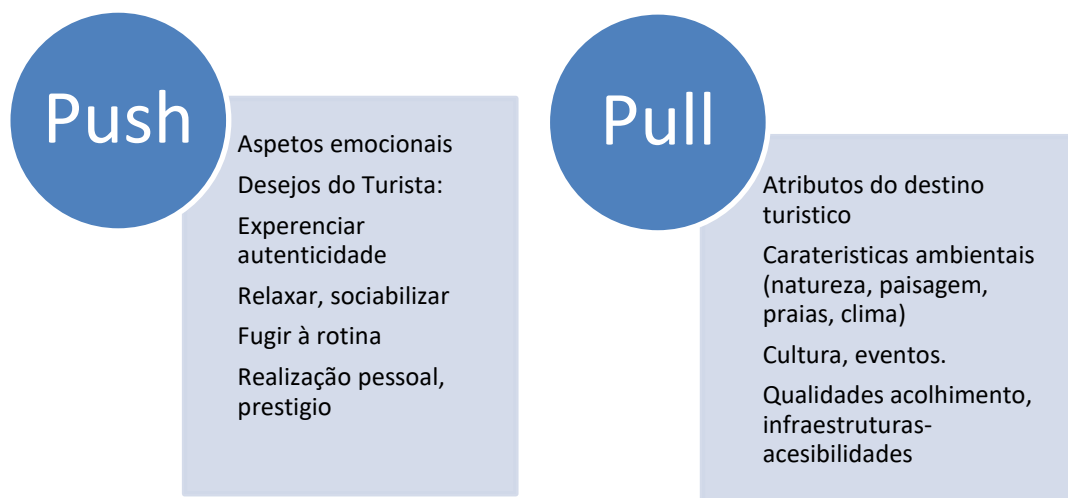 Push
Aspetos emocionais
Desejos do Turista:
Experenciar
autenticidade
Relaxar, sociabilizar
Fugir à rotina
Realização pessoal,
prestigio
Pull
Atributos do destino
turistico
Carateristicas ambientais
(natureza, paisagem,
praias, clima)
Cultura, eventos.
Qualidades acolhimento,
infraestruturas-
acesibilidades